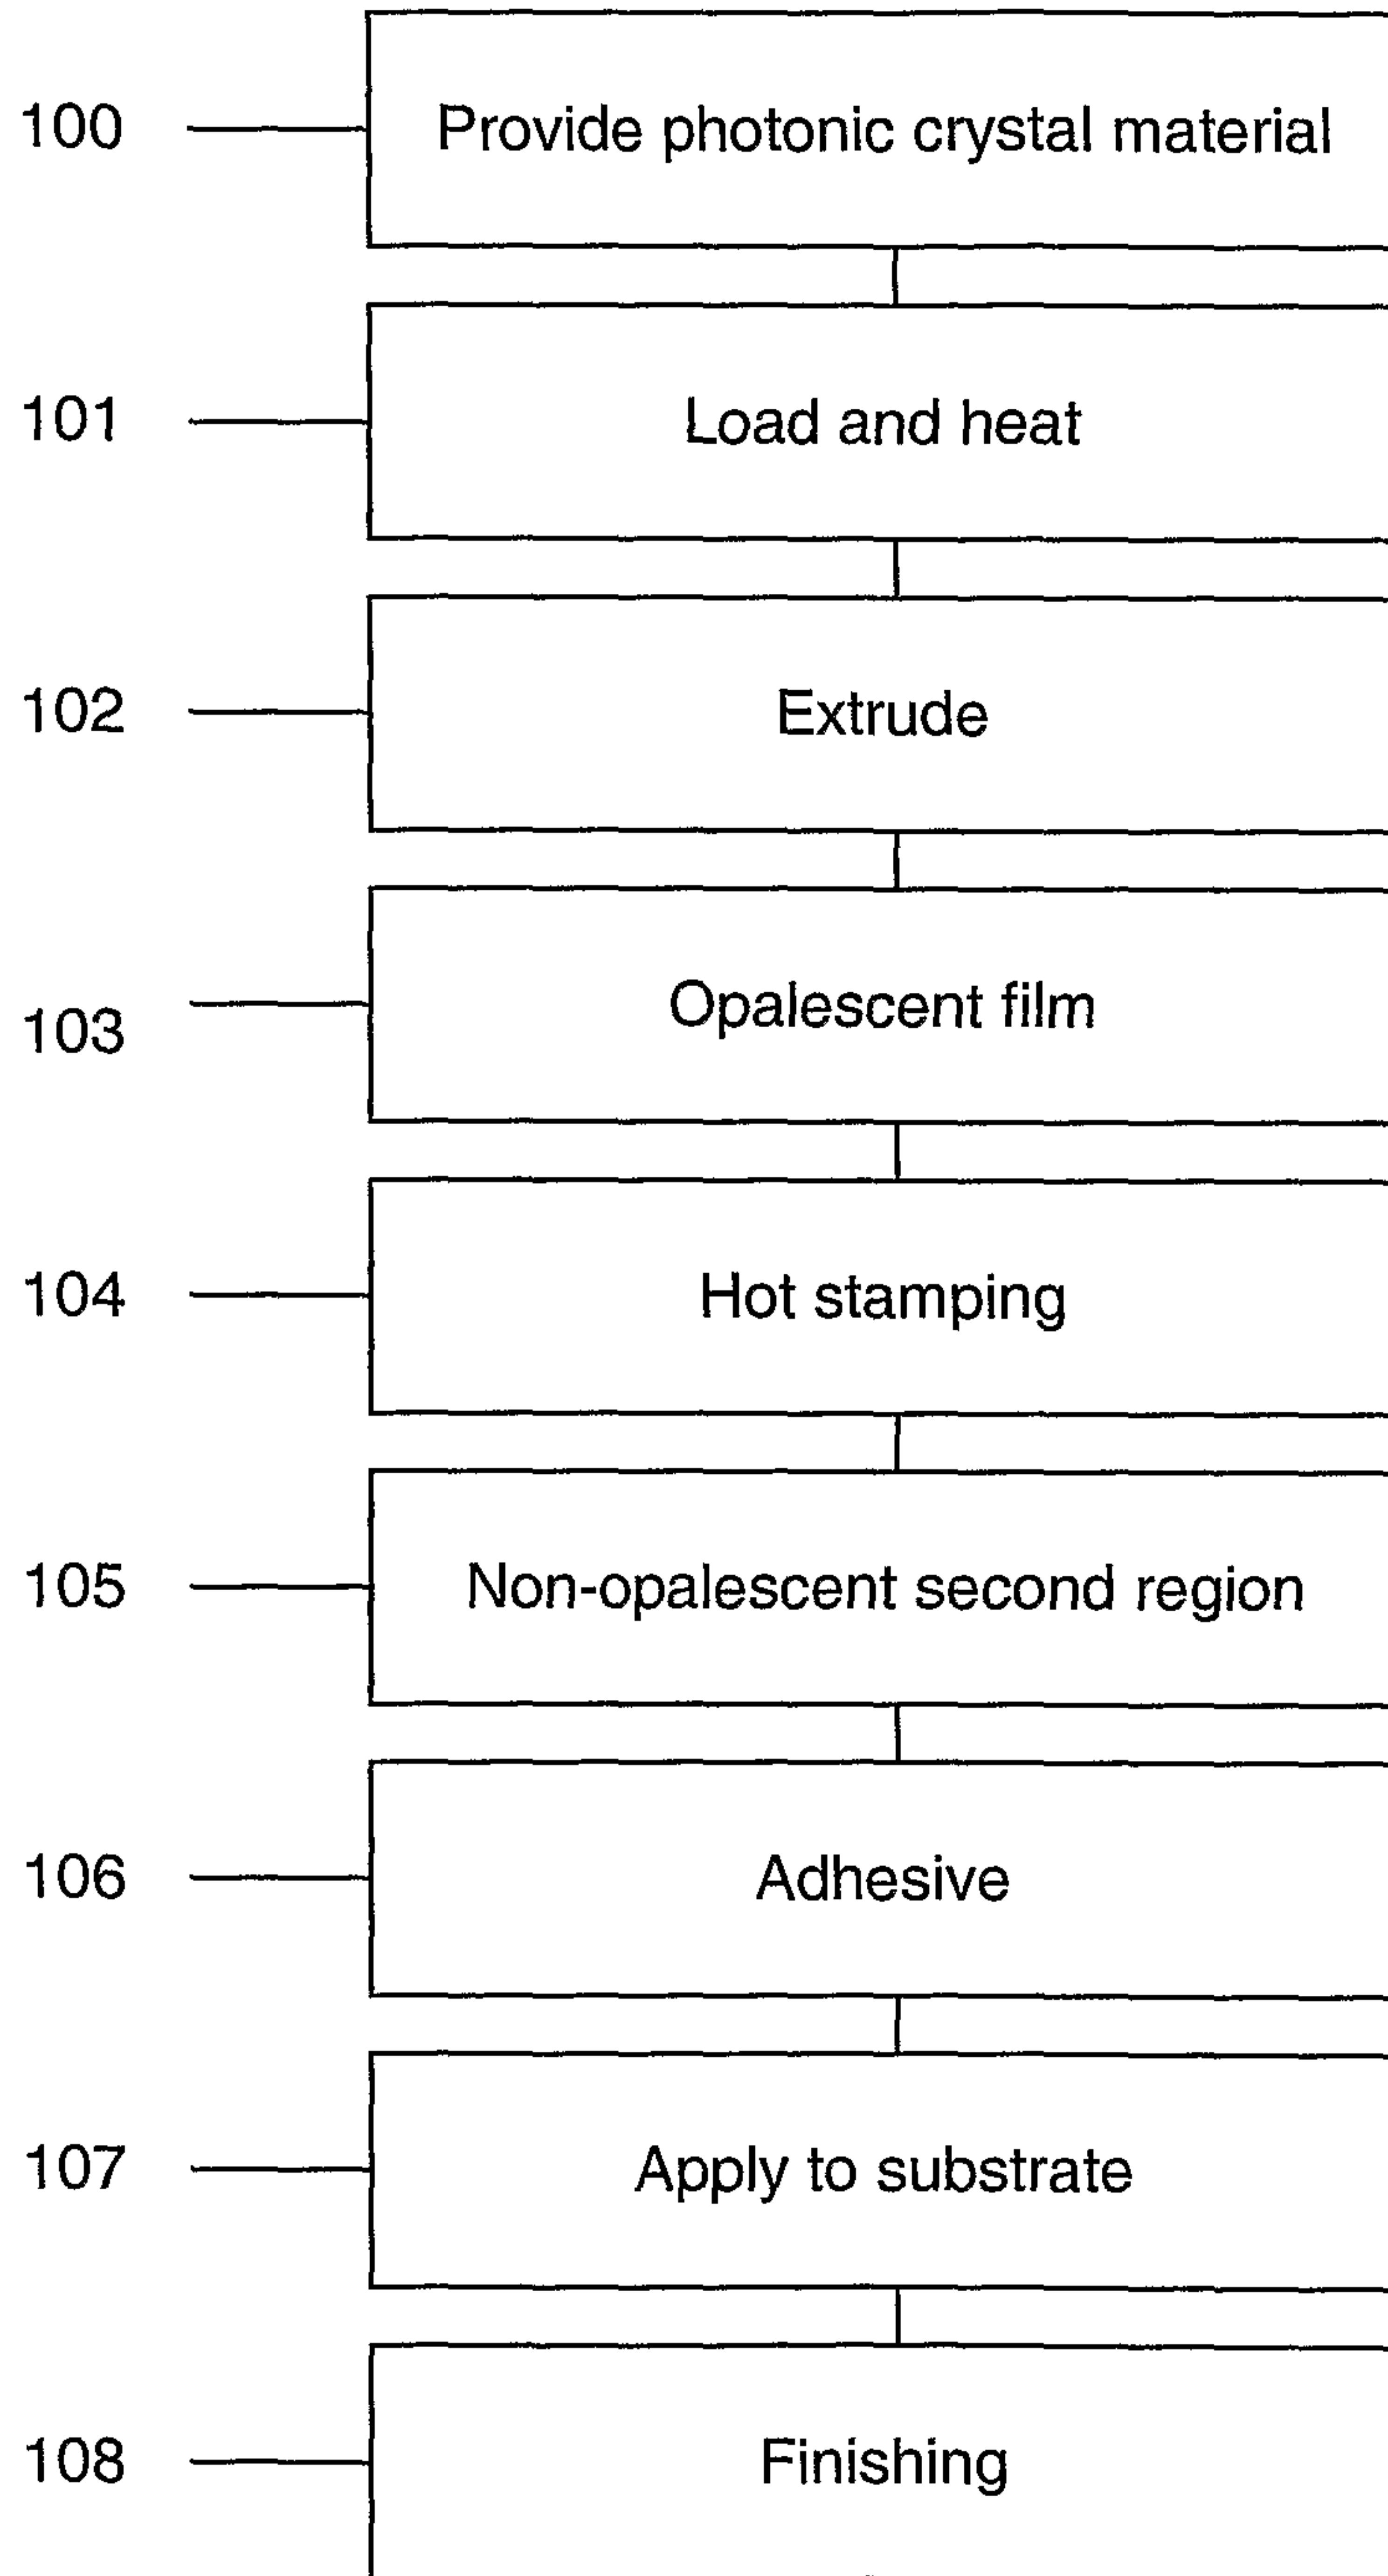 100 Provide photonic crystal material
101 Load and heat
102 Extrude
103 Opalescent film
104 Hot stamping
105 Non-opalescent second region
106 Adhesive
107 Apply to substrate
108 Finishing